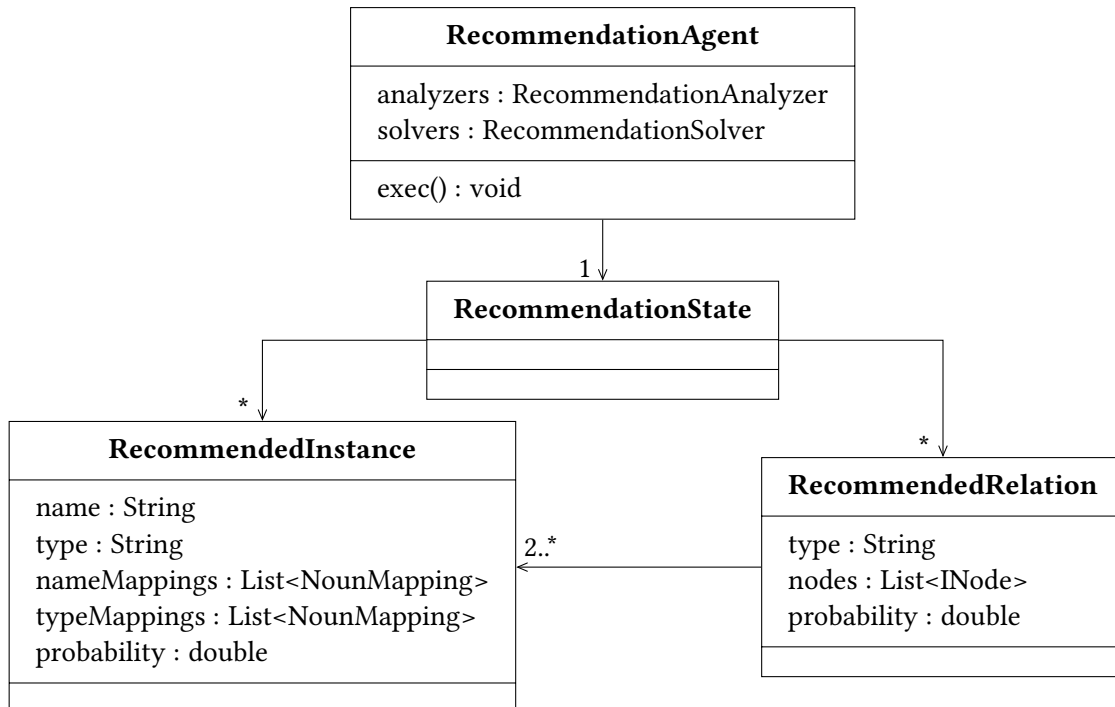 RecommendationAgent
analyzers : RecommendationAnalyzer
solvers : RecommendationSolver
exec() : void
1
RecommendationState
*
*
RecommendedInstance
name : String
type : String
nameMappings : List<NounMapping>
typeMappings : List<NounMapping>
probability : double
2..*
RecommendedRelation
type : String
nodes : List<INode>
probability : double